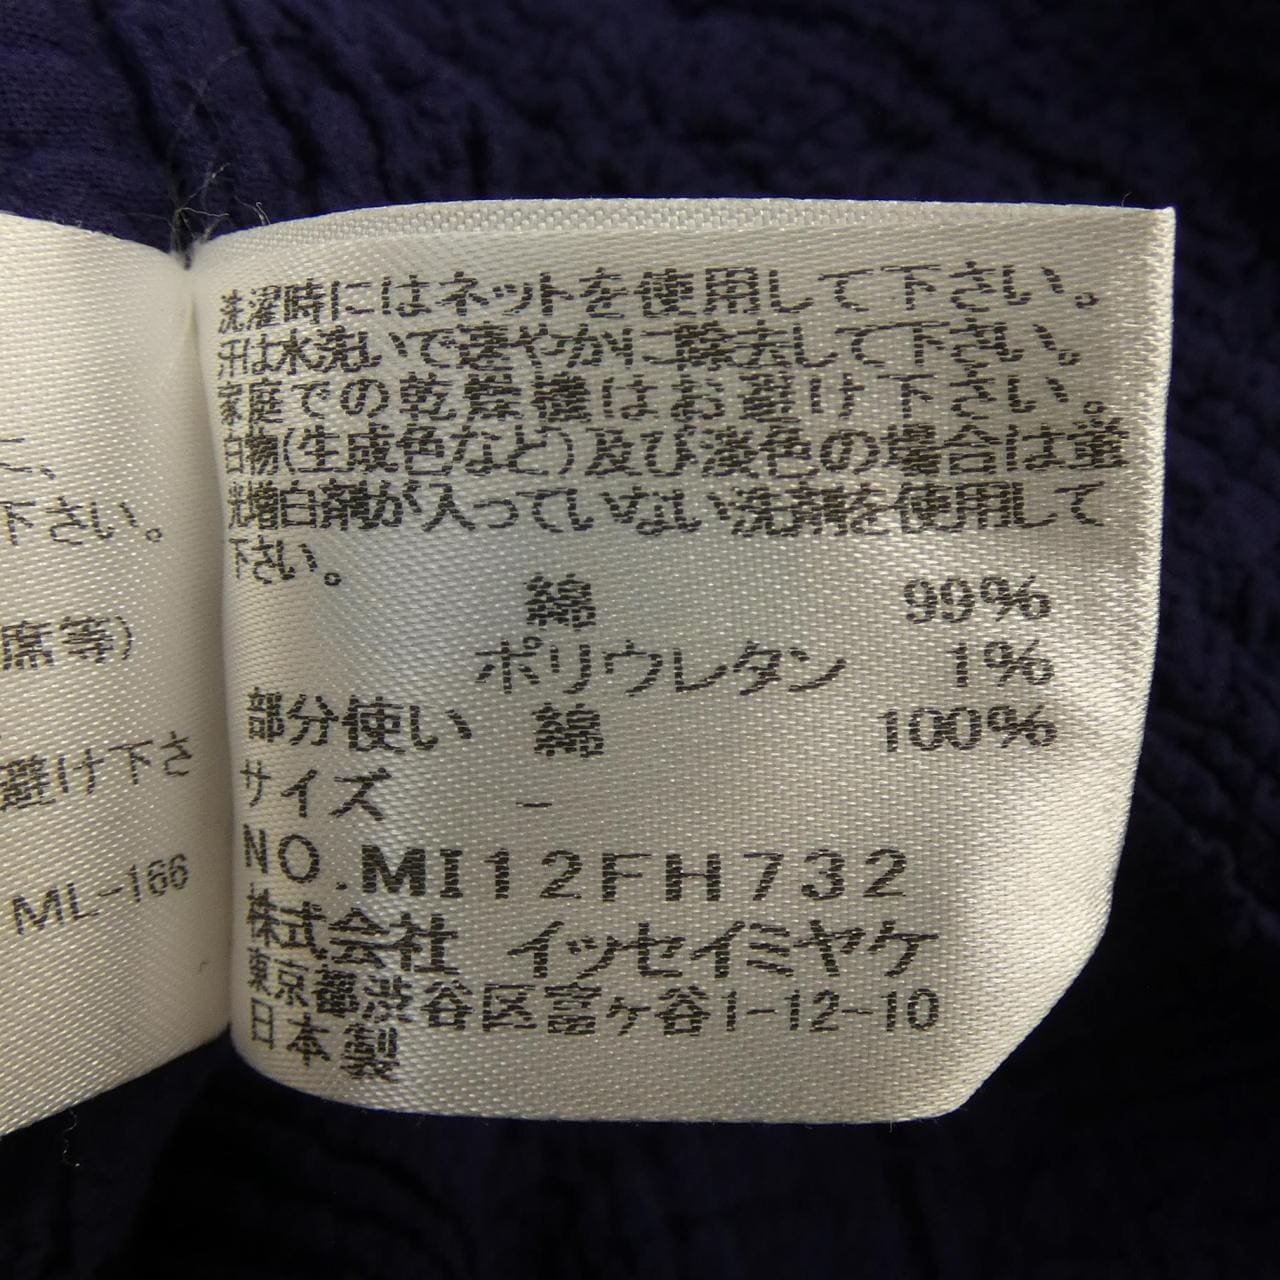 ニ、
下さい。
席等)
避け下さ
ML-166
洗濯時にはネットを使用して下さい。
汗は水洗いで速やかに除去して下さい。
家庭での乾燥機はお避け下さい。
白物(生成色など)及び淡色の場合は蛍
光増白剤が入っていない洗剤を使用して
下さい。
綿 99%
ポリウレタン 1%
部分使い 綿 100%
サイズ -
NO.MI12FH732
株式会社 イッセイミヤケ
東京都渋谷区富ヶ谷1-12-10
日本製